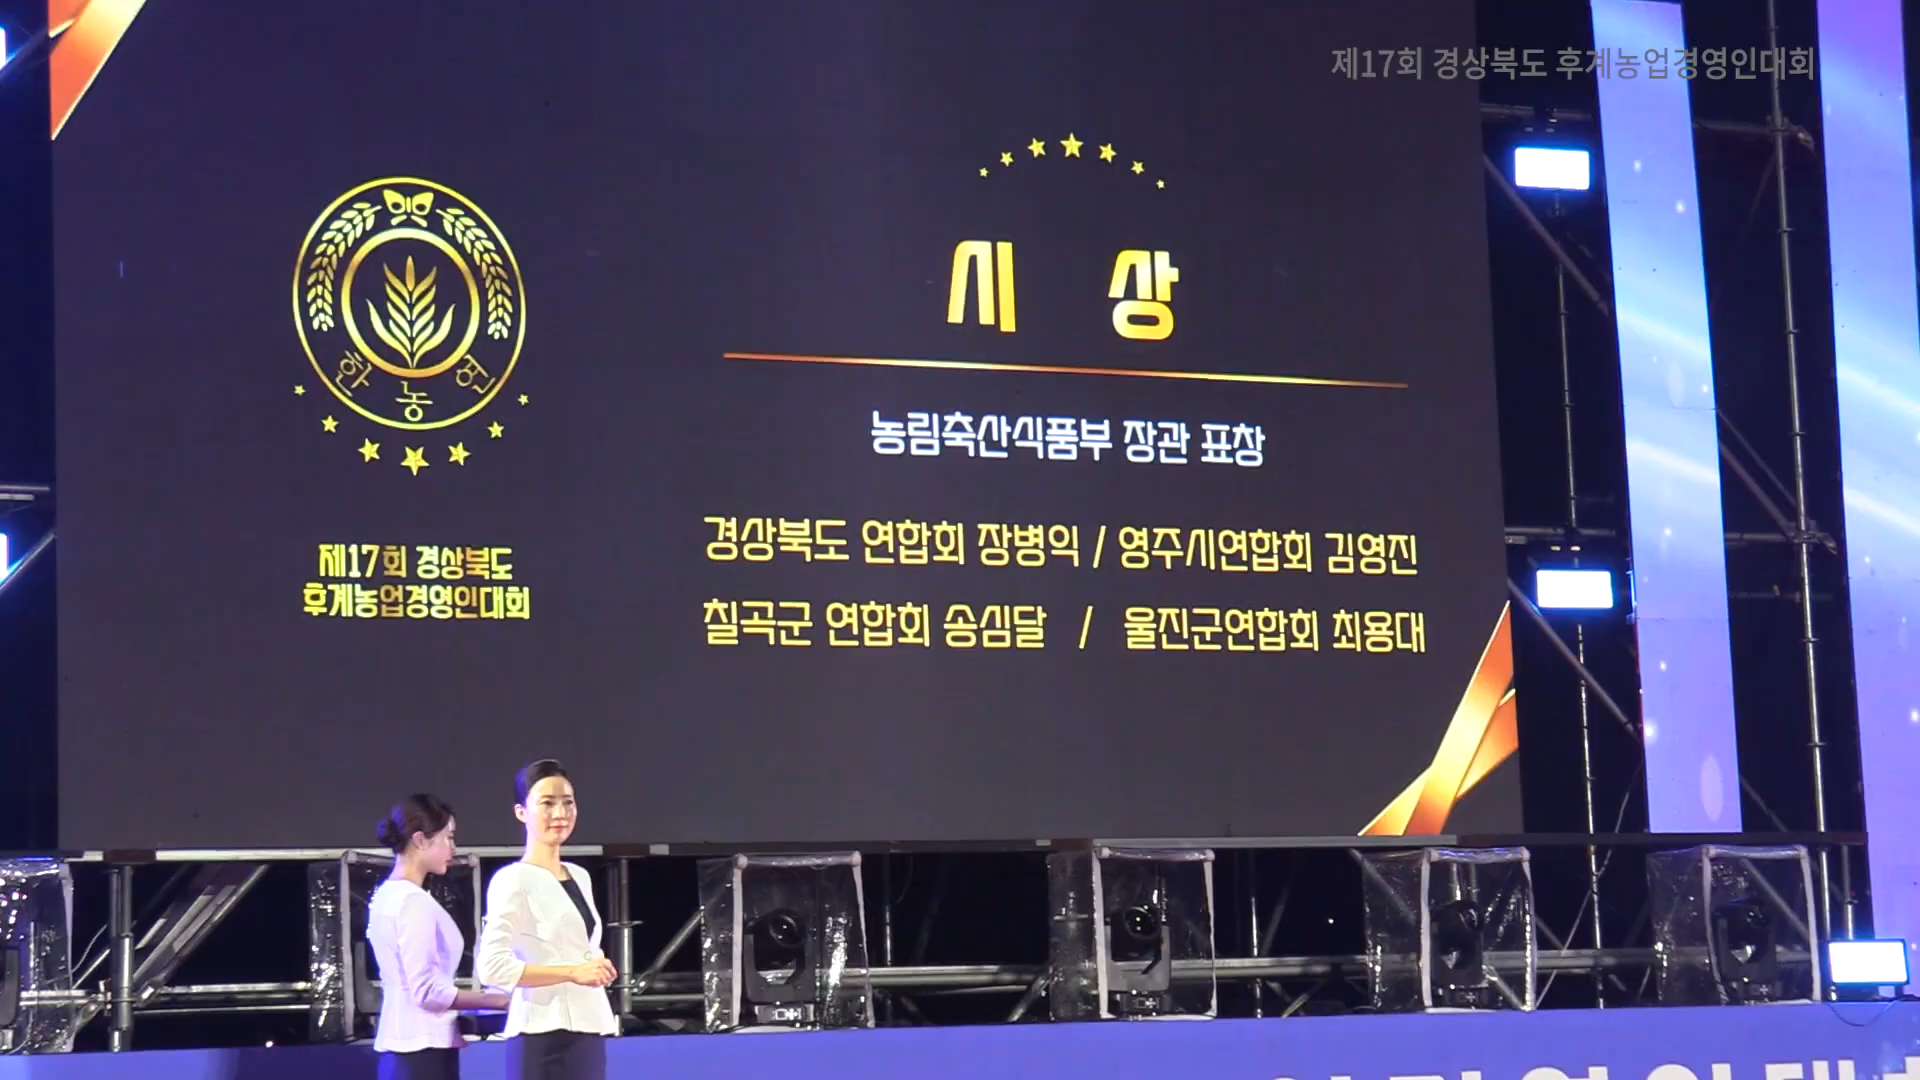 제17회 경상북도 후계농업경영인대회
시 상
한농연
농림축산식품부 장관 표창
경상북도 연합회 장병익 / 영주시연합회 김영진
칠곡군 연합회 송심달 / 울진군연합회 최용대
제17회 경상북도
후계농업경영인대회